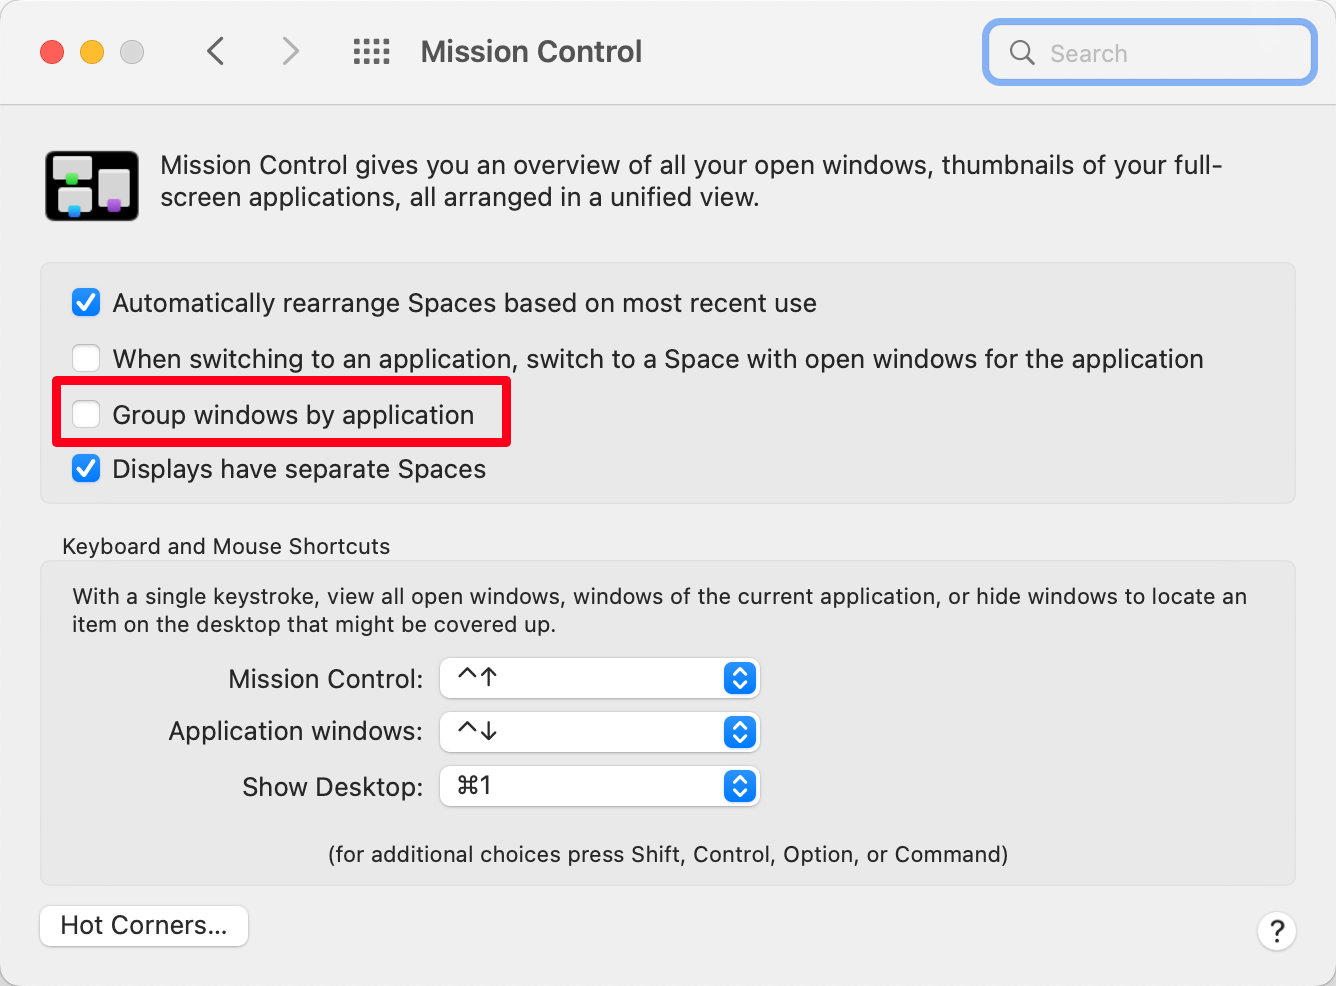 Mission Control
Search
Mission Control gives you an overview of all your open windows, thumbnails of your full-
screen applications, all arranged in a unified view.
Automatically rearrange Spaces based on most recent use
When switching to an application, switch to a Space with open windows for the application
Group windows by application
Displays have separate Spaces
Keyboard and Mouse Shortcuts
With a single keystroke, view all open windows, windows of the current application, or hide windows to locate an
item on the desktop that might be covered up.
Mission Control: ^↑
Application windows: ^↓
Show Desktop: ⌘1
(for additional choices press Shift, Control, Option, or Command)
Hot Corners...
?